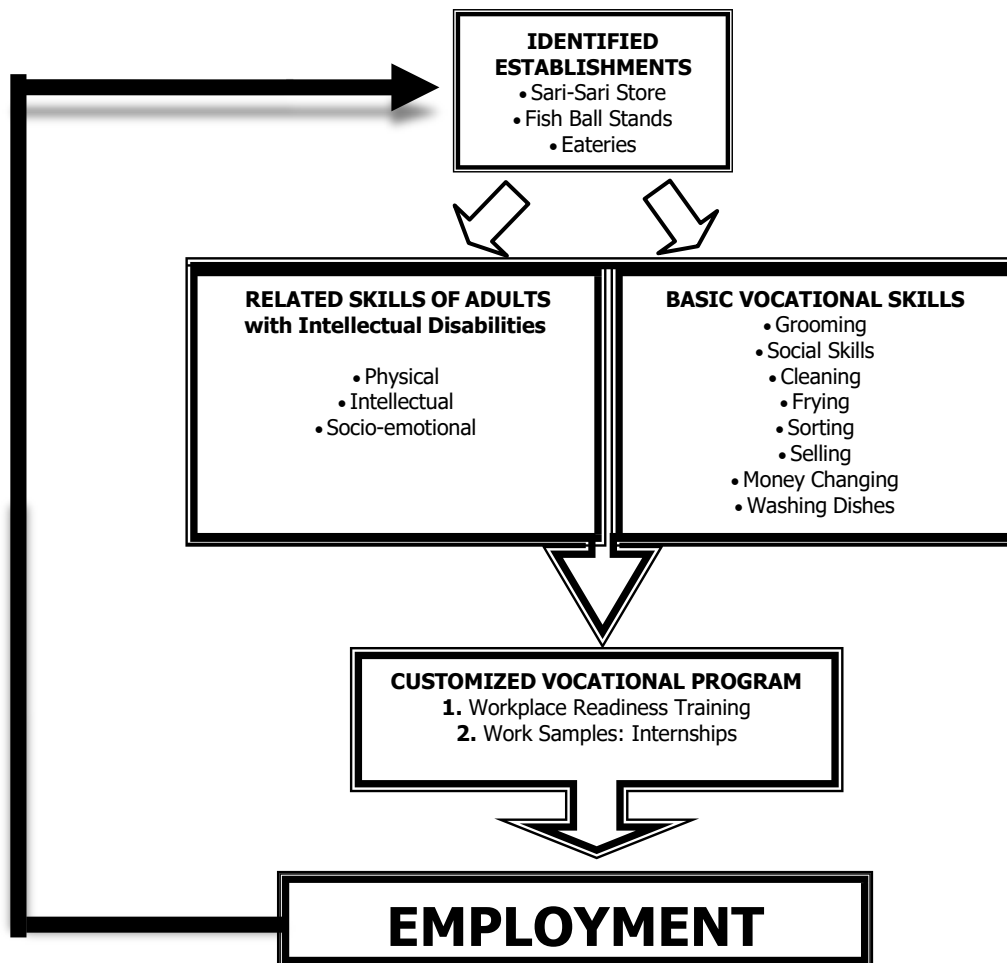 IDENTIFIED
ESTABLISHMENTS
• Sari-Sari Store
• Fish Ball Stands
• Eateries
RELATED SKILLS OF ADULTS
with Intellectual Disabilities
• Physical
• Intellectual
• Socio-emotional
BASIC VOCATIONAL SKILLS
• Grooming
• Social Skills
• Cleaning
• Frying
• Sorting
• Selling
• Money Changing
• Washing Dishes
CUSTOMIZED VOCATIONAL PROGRAM
1. Workplace Readiness Training
2. Work Samples: Internships
EMPLOYMENT